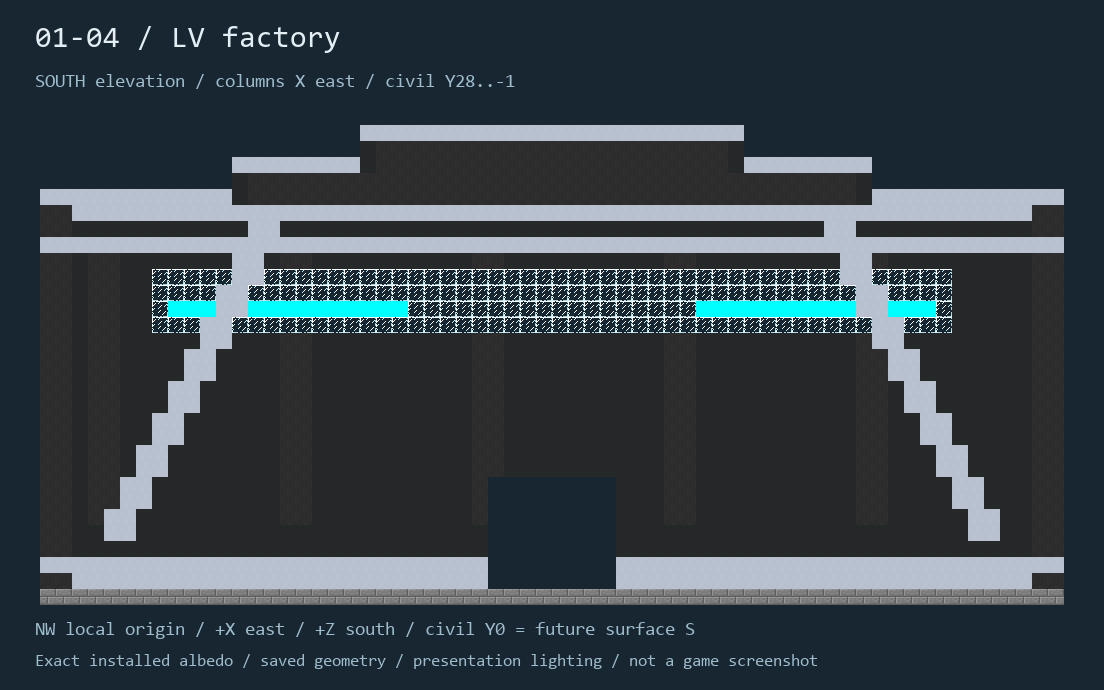 01-04 / LV factory
SOUTH elevation / columns X east / civil Y28..-1
NW local origin / +X east / +Z south / civil Y0 = future surface S
Exact installed albedo / saved geometry / presentation lighting / not a game screenshot